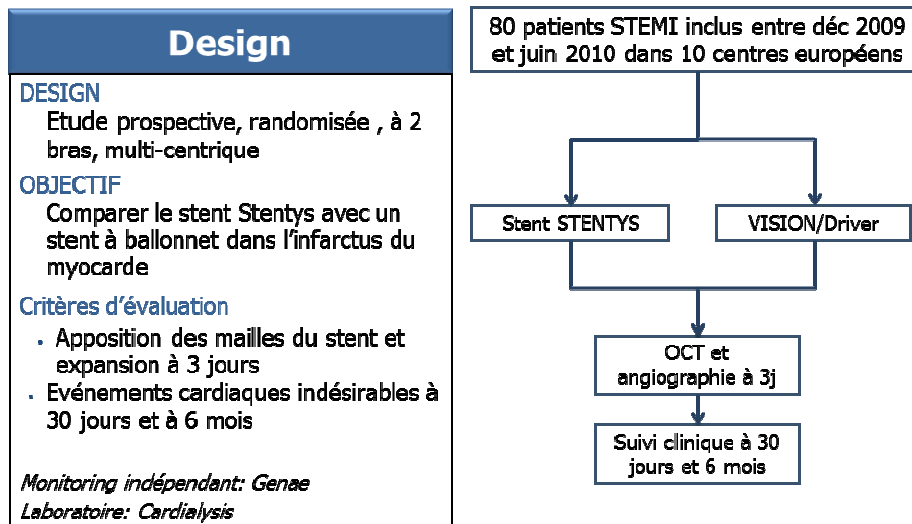 Design
DESIGN
Etude prospective, randomisée , à 2
bras, multi-centrique
OBJECTIF
Comparer le stent Stentys avec un
stent à ballonnet dans l'infarctus du
myocarde
Critères d'évaluation
• Apposition des mailles du stent et
expansion à 3 jours
• Evénements cardiaques indésirables à
30 jours et à 6 mois
Monitoring indépendant: Genae
Laboratoire: Cardialysis
80 patients STEMI inclus entre déc 2009
et juin 2010 dans 10 centres européens
Stent STENTYS
VISION/Driver
OCT et
angiographie à 3j
Suivi clinique à 30
jours et 6 mois